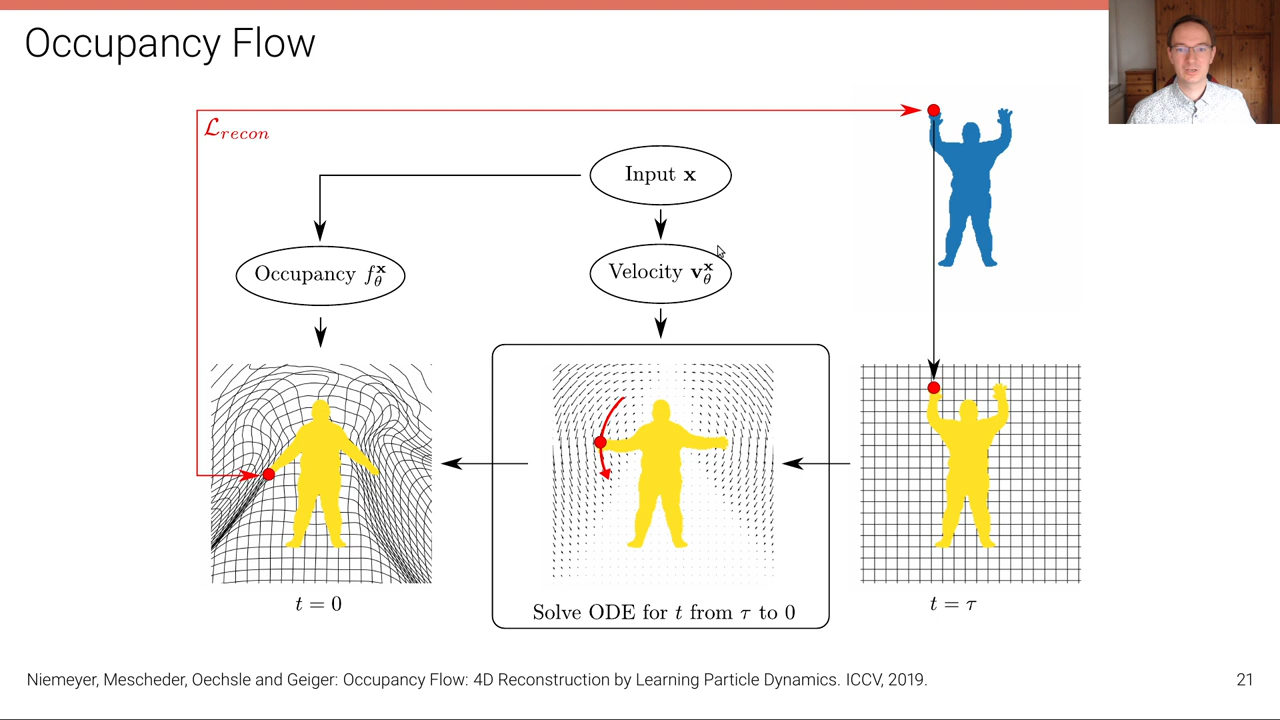 Occupancy Flow
ℒ_recon
Input x
Occupancy f_θ^x
Velocity v_θ^x
t = 0
Solve ODE for t from τ to 0
t = τ
Niemeyer, Mescheder, Oechsle and Geiger: Occupancy Flow: 4D Reconstruction by Learning Particle Dynamics. ICCV, 2019.
21